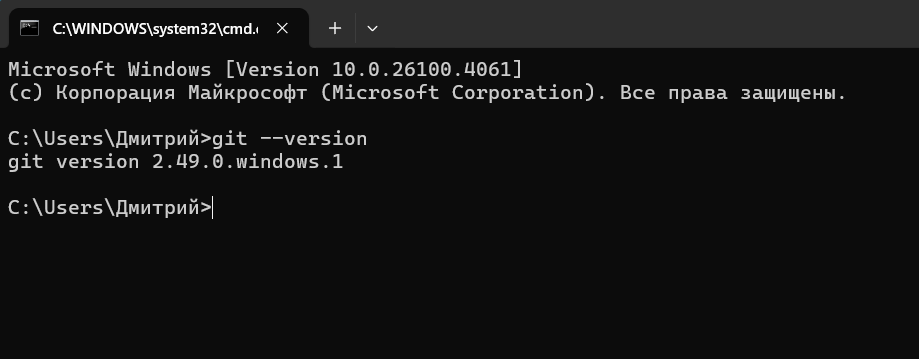 C:\WINDOWS\system32\cmd.e
Microsoft Windows [Version 10.0.26100.4061]
(c) Корпорация Майкрософт (Microsoft Corporation). Все права защищены.
C:\Users\Дмитрий>git --version
git version 2.49.0.windows.1
C:\Users\Дмитрий>